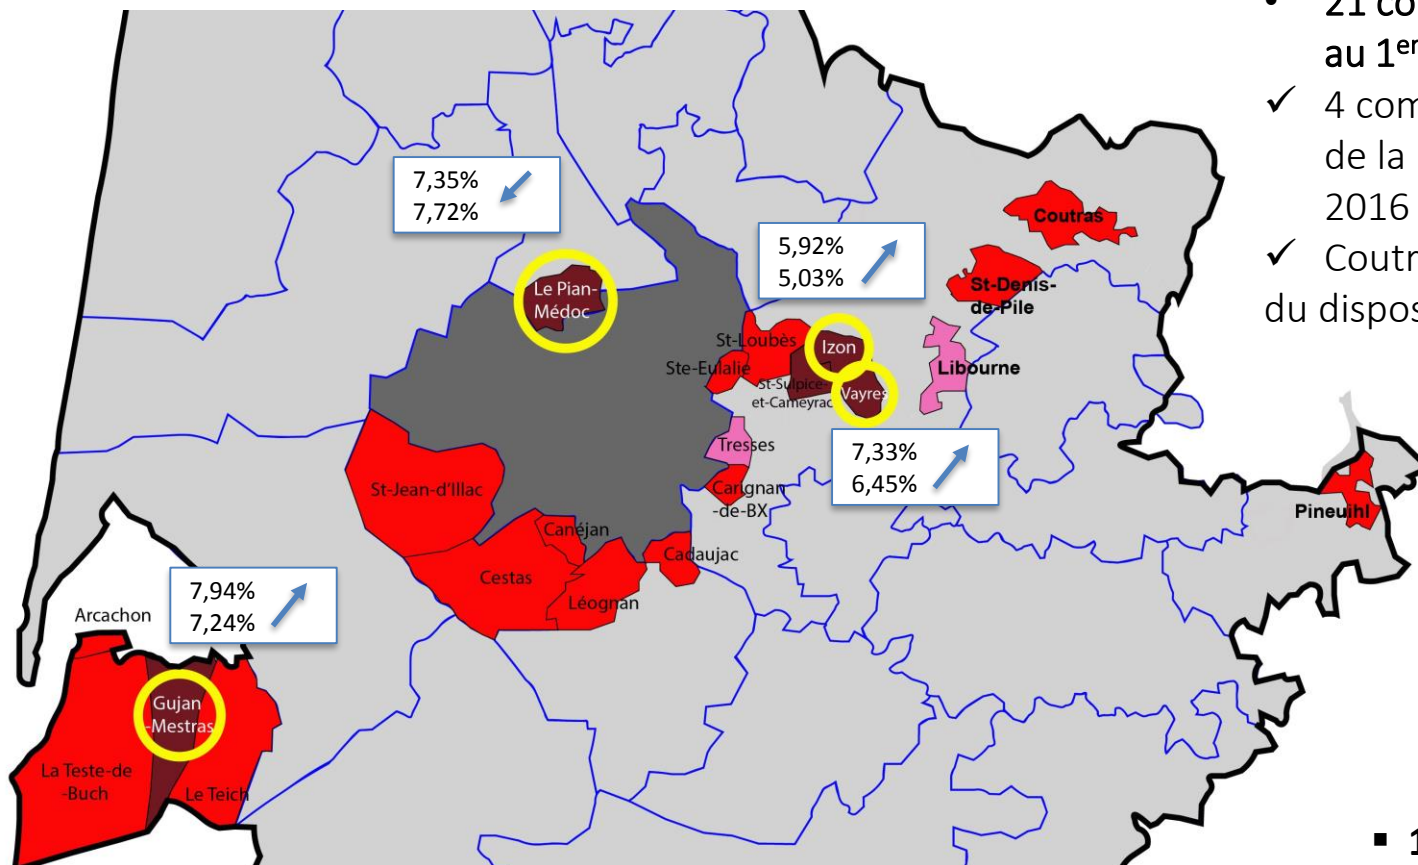 • 21 co
au 1er
✓ 4 com
de la
2016
✓ Coutr
du dispos
7,35%
7,72%
5,92%
5,03%
Coutras
St-Denis-
de-Pile
Le Pian-
Médoc
St-Loubès
Izon
Ste-Eulalie
Libourne
St-Sulpice-
et-Cameyrac
Vayres
Tresses
7,33%
6,45%
St-Jean-d'Illac
Carignan
-de-BX
Pineuihl
Canéjan
Cadaujac
Cestas
Léognan
7,94%
7,24%
Arcachon
Gujan
-Mestras
La Teste-de
-Buch
Le Teich
▪ 1